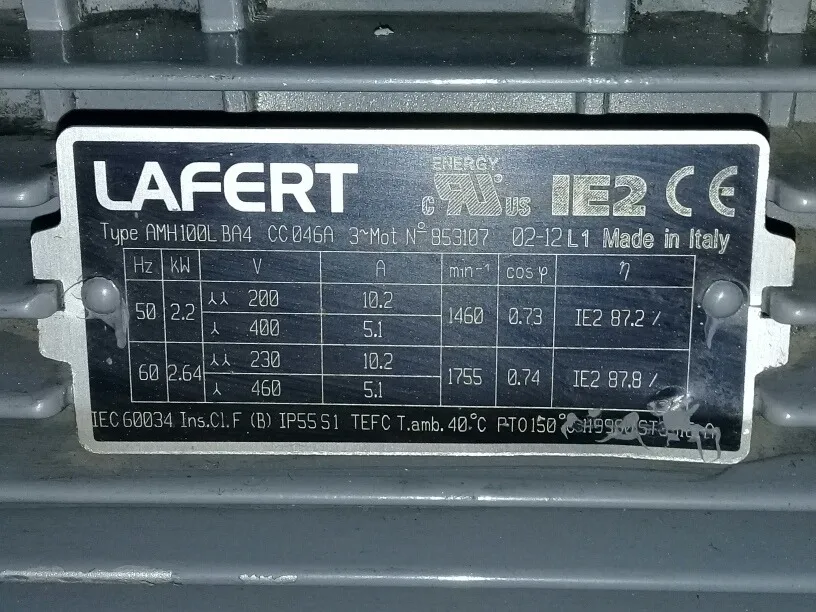 LAFERT ENERGY C UR US IE2 CE
Type AMH100L BA4 CC046A 3~Mot N° 853107 02-12 L1 Made in Italy
Hz kW V A min⁻¹ cos φ η
50 2.2 ⅄⅄ 200 10.2 1460 0.73 IE2 87.2 %
⅄ 400 5.1
60 2.64 ⅄⅄ 230 10.2 1755 0.74 IE2 87.8 %
⅄ 460 5.1
IEC 60034 Ins.Cl.F (B) IP55 S1 TEFC T.amb. 40°C PTO150°